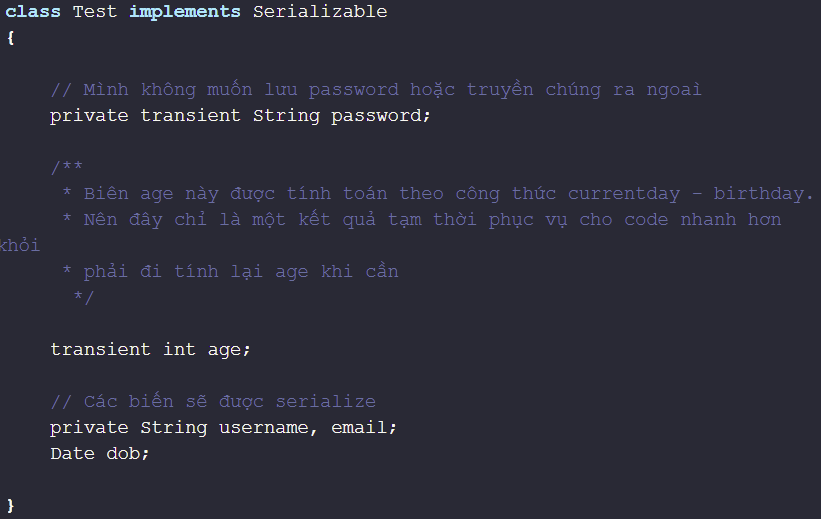 class Test implements Serializable
{
// Mình không muốn lưu password hoặc truyền chúng ra ngoaì
private transient String password;
/**
* Biên age này được tính toán theo công thức currentday - birthday.
* Nên đây chỉ là một kết quả tạm thời phục vụ cho code nhanh hơn
khỏi
* phải đi tính lại age khi cần
*/
transient int age;
// Các biến sẽ được serialize
private String username, email;
Date dob;
}